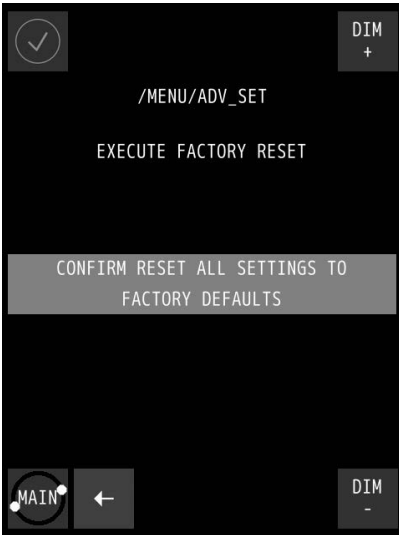 DIM
+
/MENU/ADV_SET
EXECUTE FACTORY RESET
CONFIRM RESET ALL SETTINGS TO
FACTORY DEFAULTS
MAIN
←
DIM
-